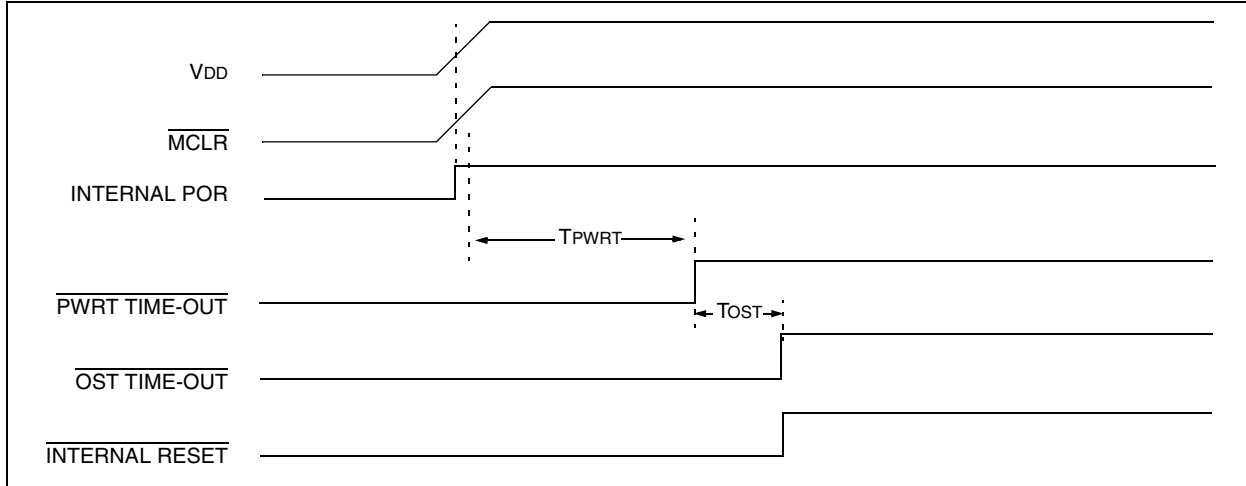 VDD
MCLR
INTERNAL POR
TPWRT
PWRT TIME-OUT
TOST
OST TIME-OUT
INTERNAL RESET